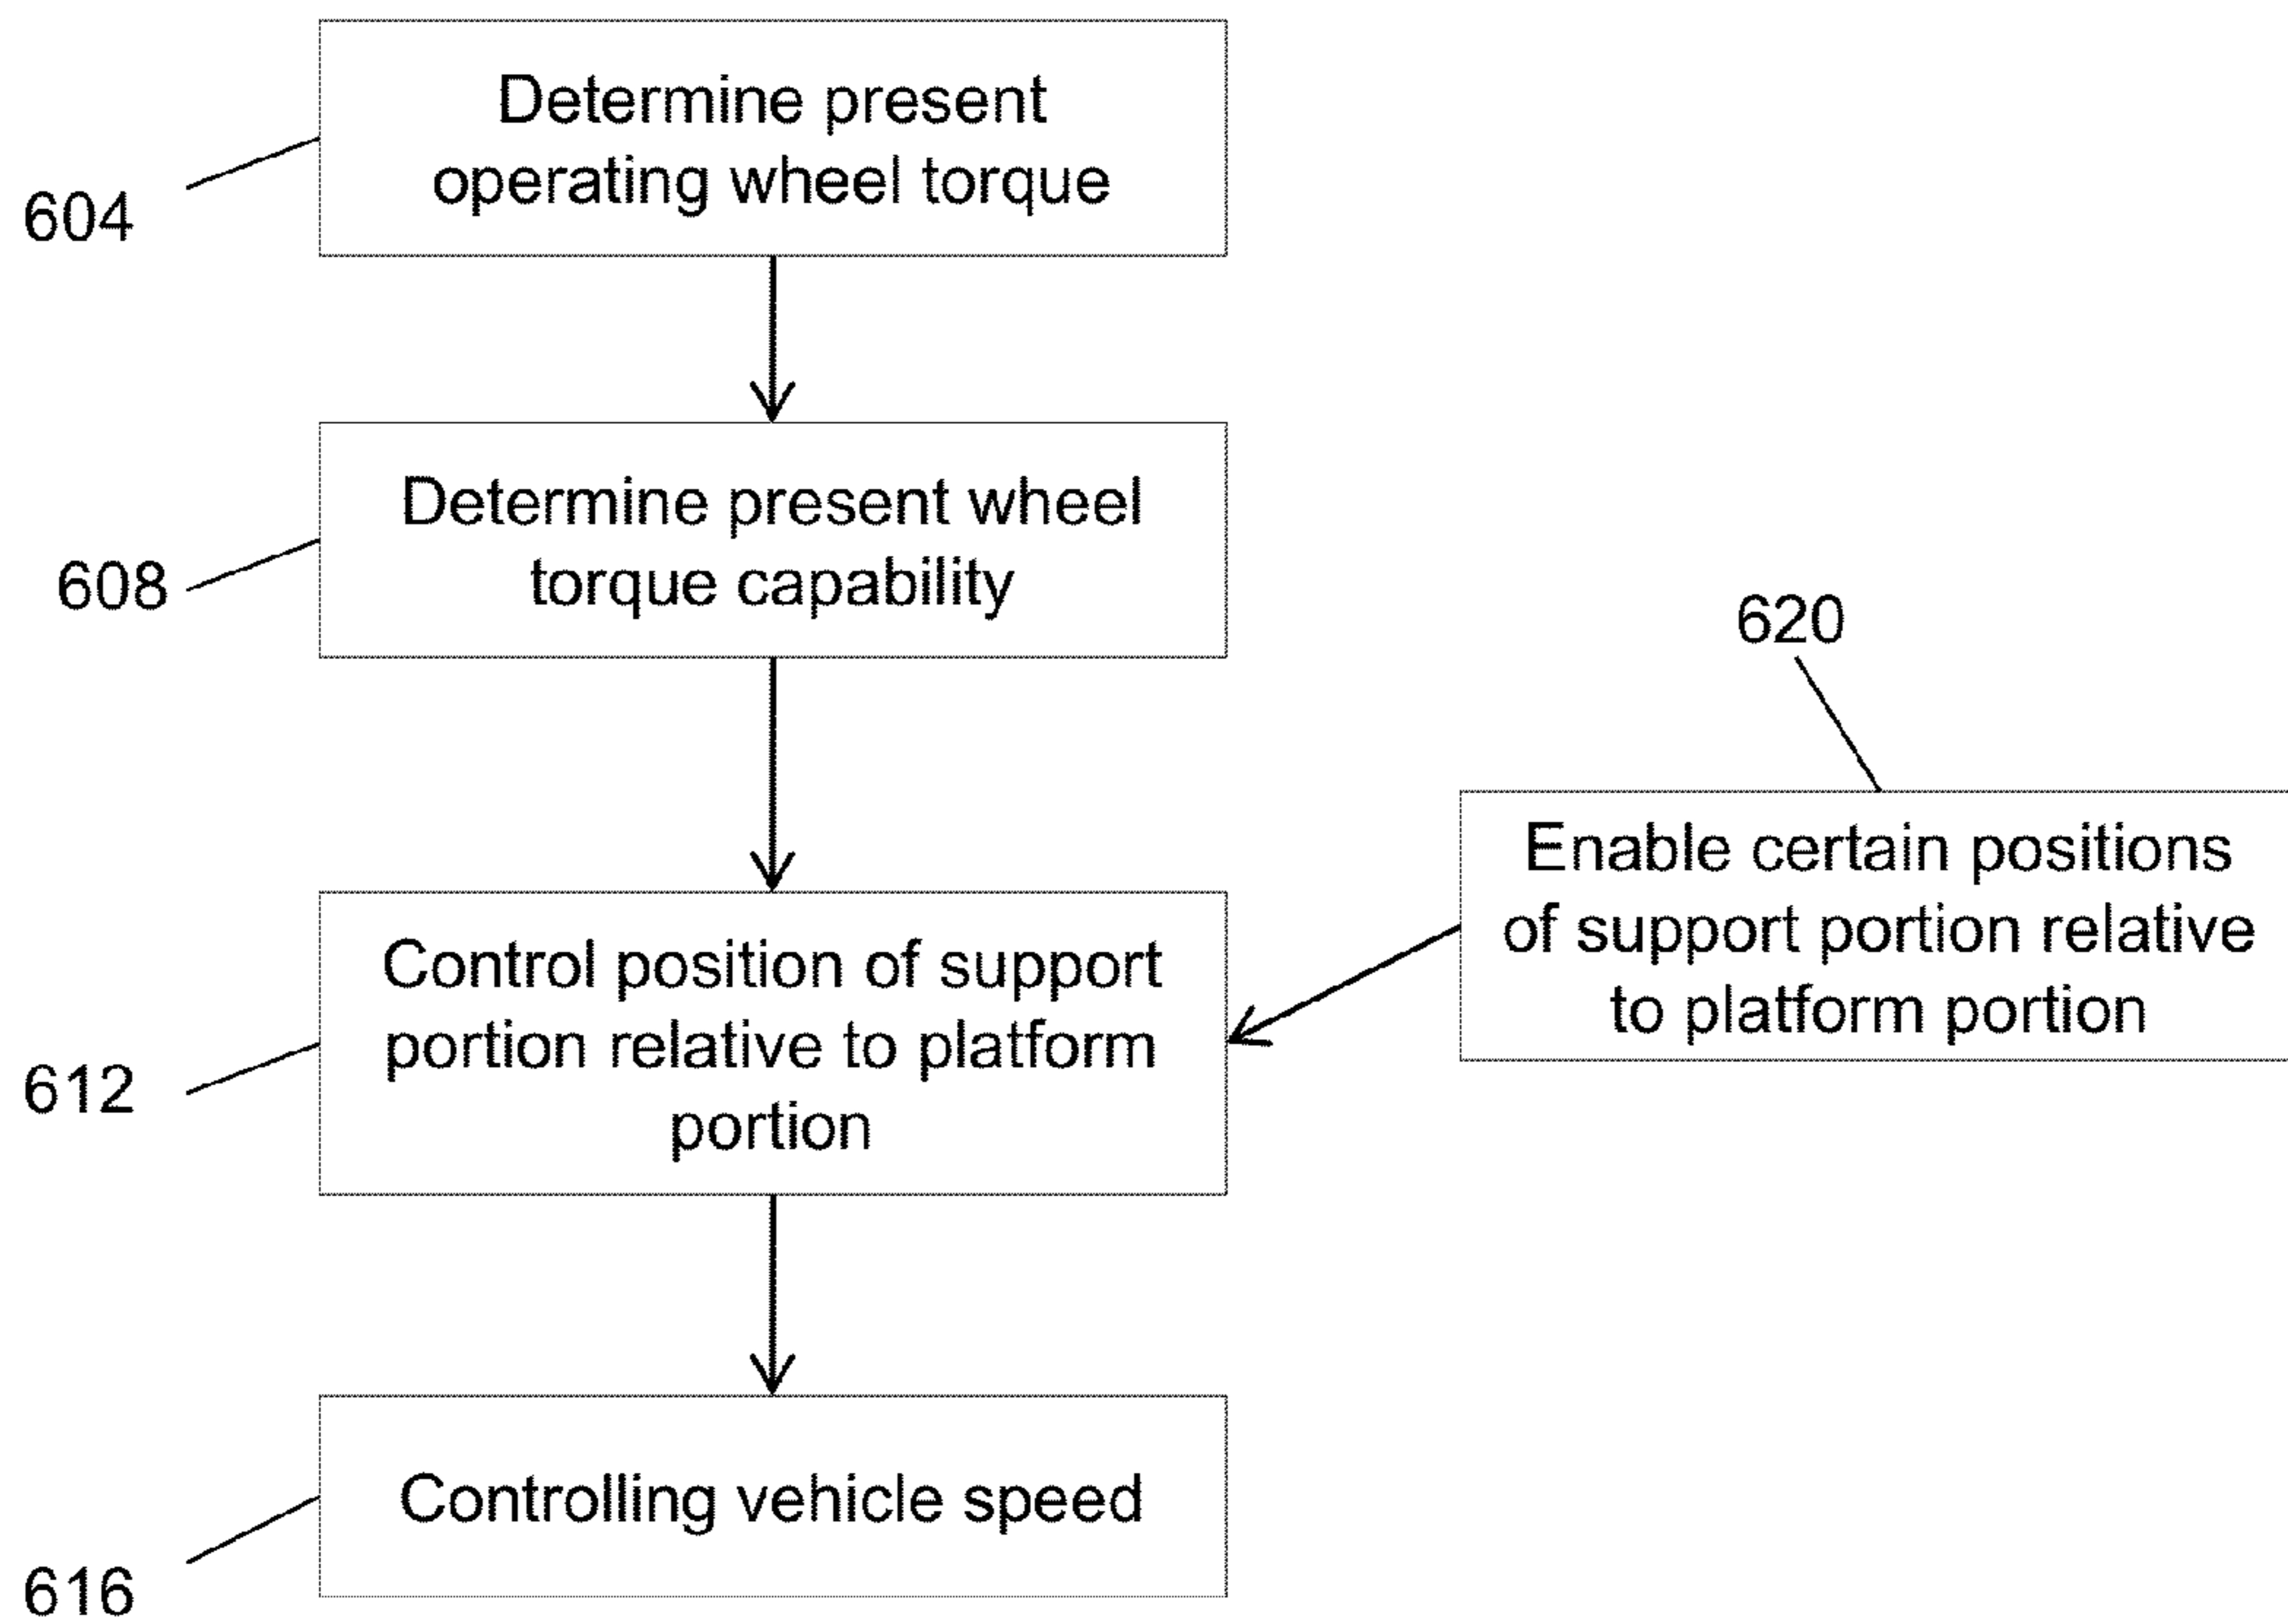 Determine present
operating wheel torque
604
Determine present wheel
torque capability
608
620
Enable certain positions
of support portion relative
to platform portion
Control position of support
portion relative to platform
portion
612
Controlling vehicle speed
616